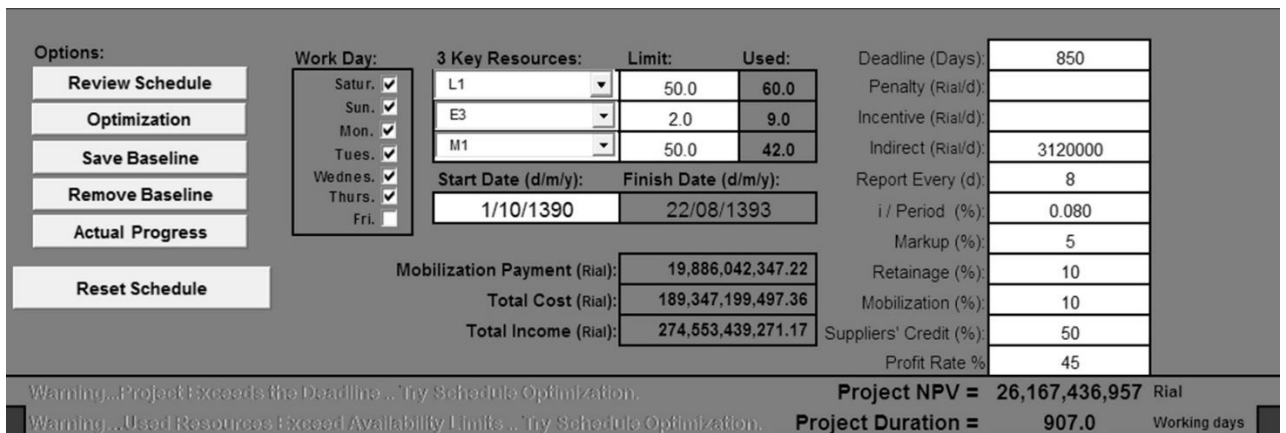 Options:
Review Schedule
Optimization
Save Baseline
Remove Baseline
Actual Progress
Reset Schedule
Work Day:
Satur.
Sun.
Mon.
Tues.
Wednes.
Thurs.
Fri.
3 Key Resources: Limit: Used:
L1 50.0 60.0
E3 2.0 9.0
M1 50.0 42.0
Start Date (d/m/y): Finish Date (d/m/y):
1/10/1390 22/08/1393
Mobilization Payment (Rial): 19,886,042,347.22
Total Cost (Rial): 189,347,199,497.36
Total Income (Rial): 274,553,439,271.17
Deadline (Days): 850
Penalty (Rial/d):
Incentive (Rial/d):
Indirect (Rial/d): 3120000
Report Every (d): 8
i / Period (%): 0.080
Markup (%): 5
Retainage (%): 10
Mobilization (%): 10
Suppliers' Credit (%): 50
Profit Rate % 45
Warning...Project Exceeds the Deadline .. Try Schedule Optimization.
Project NPV = 26,167,436,957 Rial
Warning...Used Resources Exceed Availability Limits .. Try Schedule Optimization.
Project Duration = 907.0 Working days